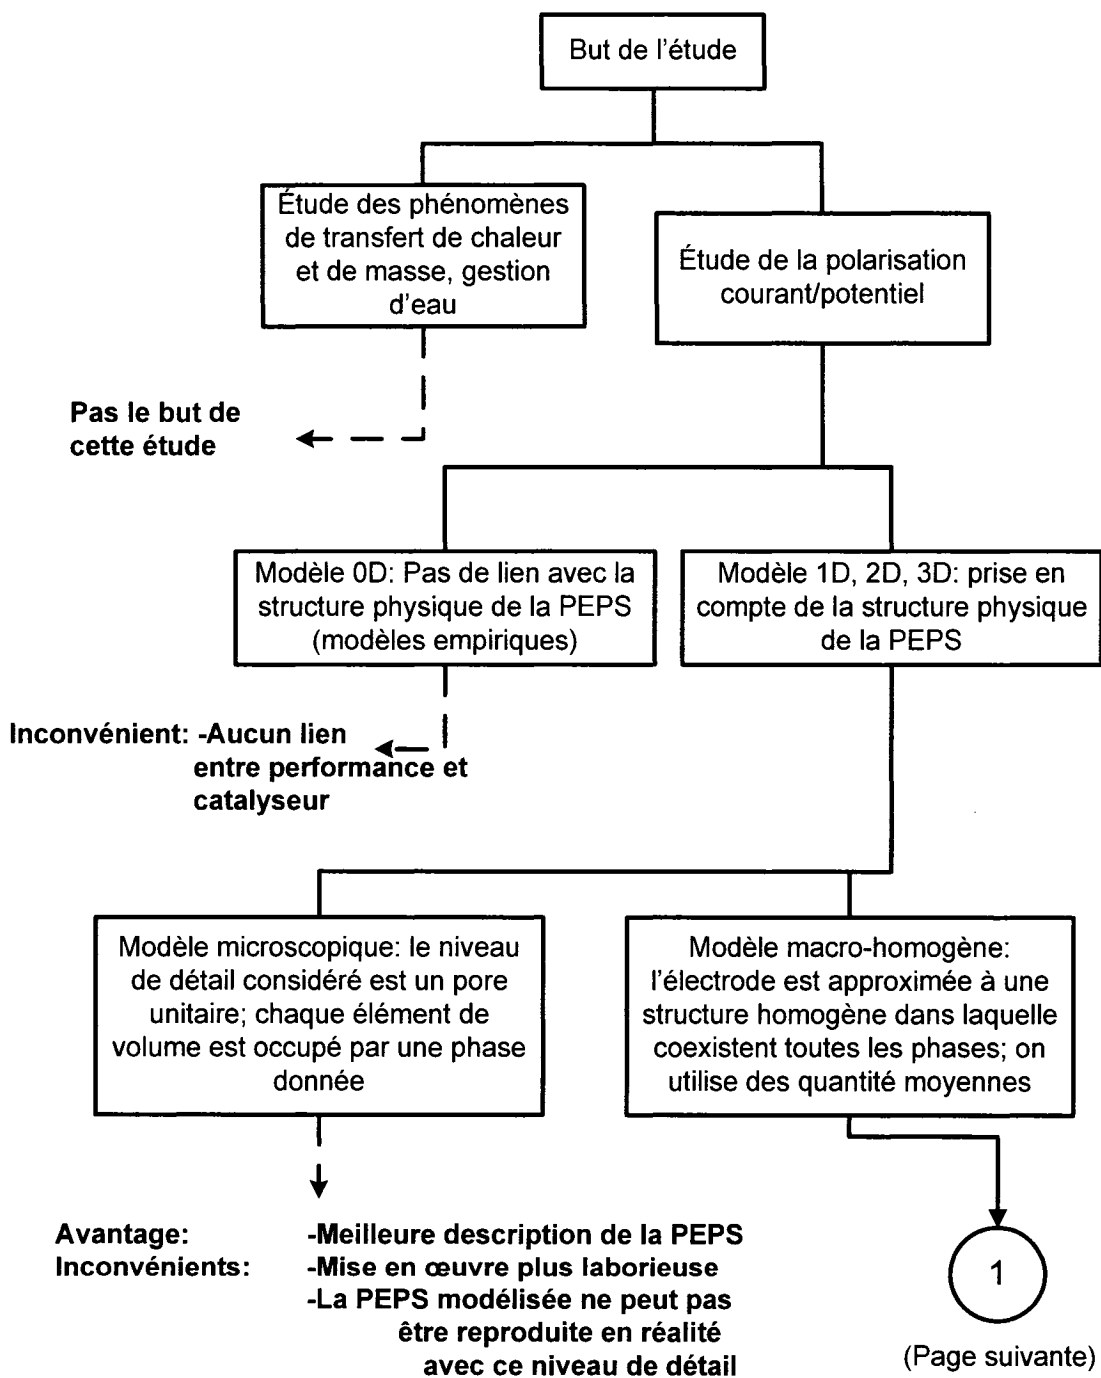 But de l'étude
Étude des phénomènes
de transfert de chaleur
et de masse, gestion
d'eau
Étude de la polarisation
courant/potentiel
Pas le but de
cette étude
Modèle 0D: Pas de lien avec la
structure physique de la PEPS
(modèles empiriques)
Modèle 1D, 2D, 3D: prise en
compte de la structure physique
de la PEPS
Inconvénient: -Aucun lien
entre performance et
catalyseur
Modèle microscopique: le niveau
de détail considéré est un pore
unitaire; chaque élément de
volume est occupé par une phase
donnée
Modèle macro-homogène:
l'électrode est approximée à une
structure homogène dans laquelle
coexistent toutes les phases; on
utilise des quantité moyennes
Avantage: -Meilleure description de la PEPS
Inconvénients: -Mise en œuvre plus laborieuse
-La PEPS modélisée ne peut pas
être reproduite en réalité
avec ce niveau de détail
1
(Page suivante)